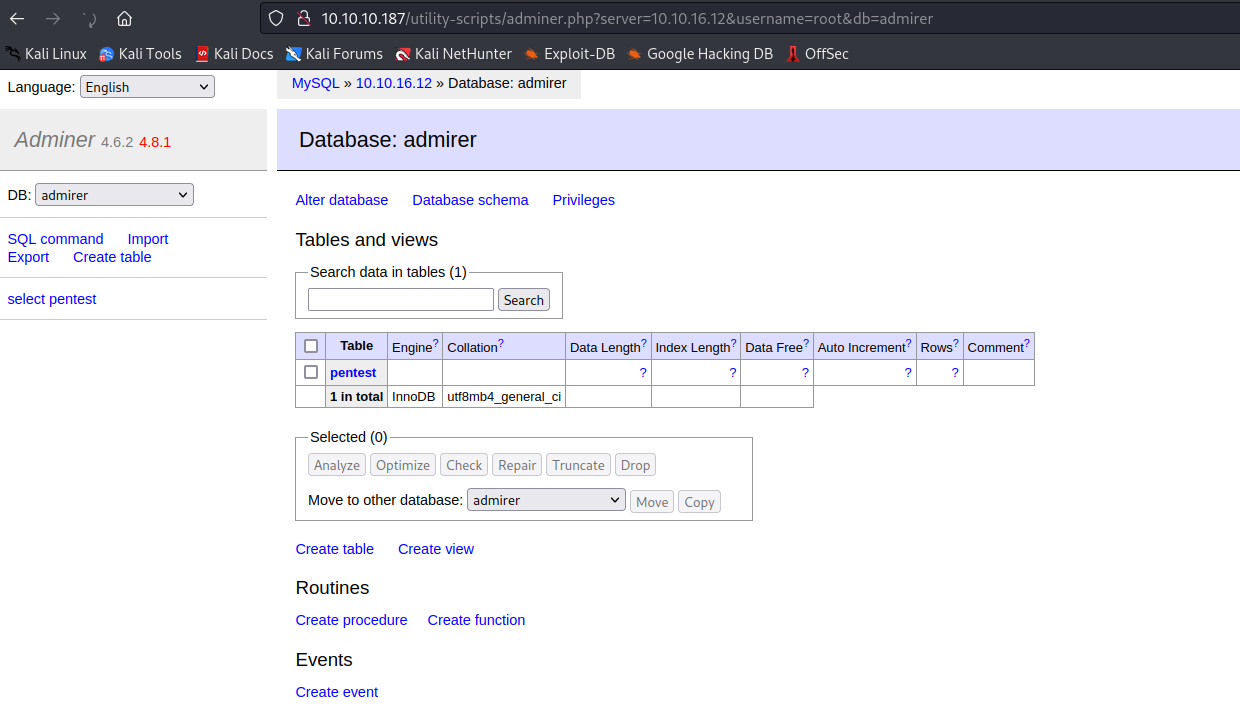 10.10.10.187/utility-scripts/adminer.php?server=10.10.16.12&username=root&db=admirer
Kali Linux Kali Tools Kali Docs Kali Forums Kali NetHunter Exploit-DB Google Hacking DB OffSec
Language: English
MySQL » 10.10.16.12 » Database: admirer
Adminer 4.6.2 4.8.1
Database: admirer
DB: admirer
SQL command Import
Export Create table
select pentest
Alter database Database schema Privileges
Tables and views
Search data in tables (1)
Search
Table Engine? Collation? Data Length? Index Length? Data Free? Auto Increment? Rows? Comment?
pentest ? ? ? ? ?
1 in total InnoDB utf8mb4_general_ci
Selected (0)
Analyze Optimize Check Repair Truncate Drop
Move to other database: admirer Move Copy
Create table Create view
Routines
Create procedure Create function
Events
Create event